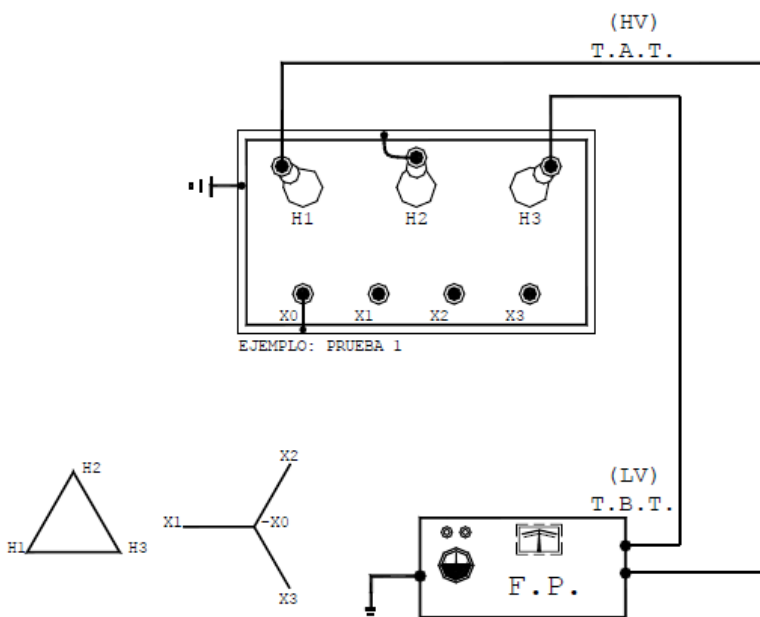 (HV)
T.A.T.
H1
H2
H3
X0
X1
X2
X3
EJEMPLO: PRUEBA 1
H2
H1
H3
X2
X1
-X0
X3
(LV)
T.B.T.
F.P.